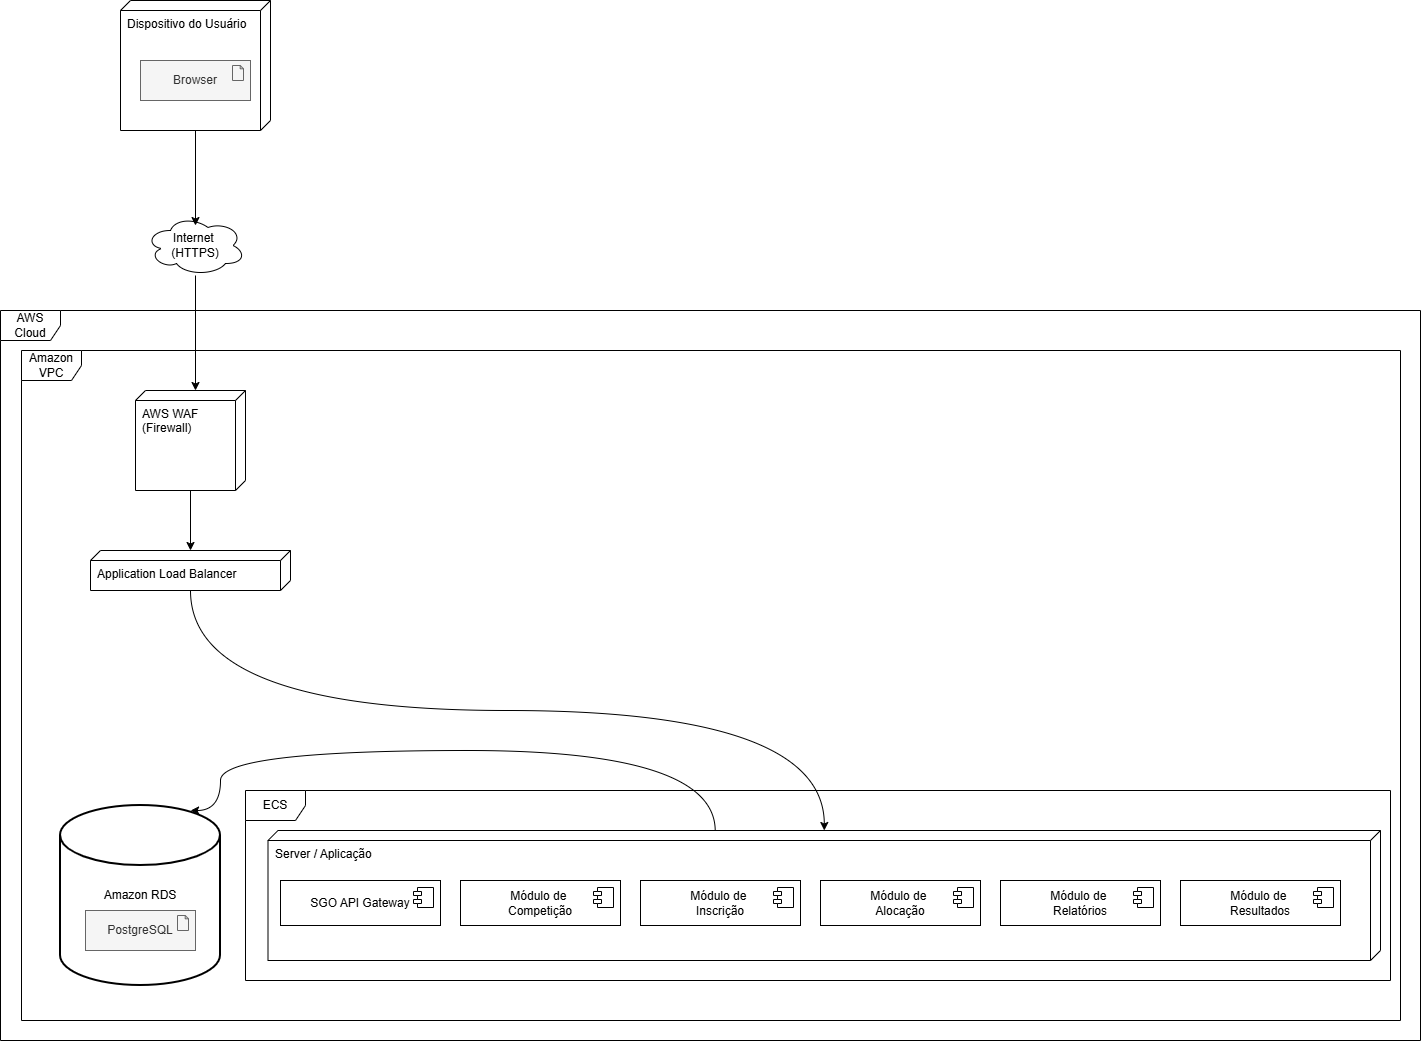 Dispositivo do Usuário
Browser
Internet
(HTTPS)
AWS
Cloud
Amazon
VPC
AWS WAF
(Firewall)
Application Load Balancer
ECS
Server / Aplicação
SGO API Gateway
Módulo de
Competição
Módulo de
Inscrição
Módulo de
Alocação
Módulo de
Relatórios
Módulo de
Resultados
Amazon RDS
PostgreSQL